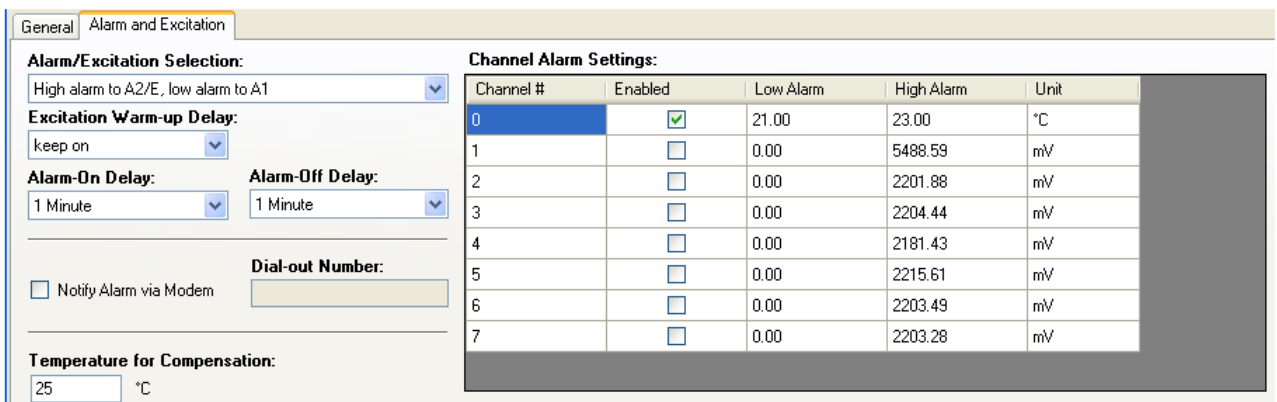 General Alarm and Excitation
Alarm/Excitation Selection:
High alarm to A2/E, low alarm to A1
Excitation Warm-up Delay:
keep on
Alarm-On Delay: Alarm-Off Delay:
1 Minute 1 Minute
Dial-out Number:
Notify Alarm via Modem
Temperature for Compensation:
25 °C
Channel Alarm Settings:
Channel # Enabled Low Alarm High Alarm Unit
0 21.00 23.00 °C
1 0.00 5488.59 mV
2 0.00 2201.88 mV
3 0.00 2204.44 mV
4 0.00 2181.43 mV
5 0.00 2215.61 mV
6 0.00 2203.49 mV
7 0.00 2203.28 mV